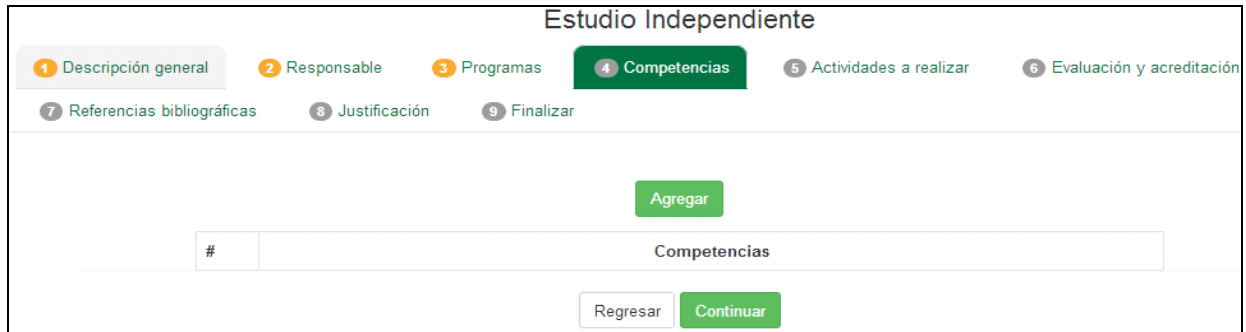 Estudio Independiente
1 Descripción general 2 Responsable 3 Programas 4 Competencias 5 Actividades a realizar 6 Evaluación y acreditación
7 Referencias bibliográficas 8 Justificación 9 Finalizar
Agregar
# Competencias
Regresar Continuar